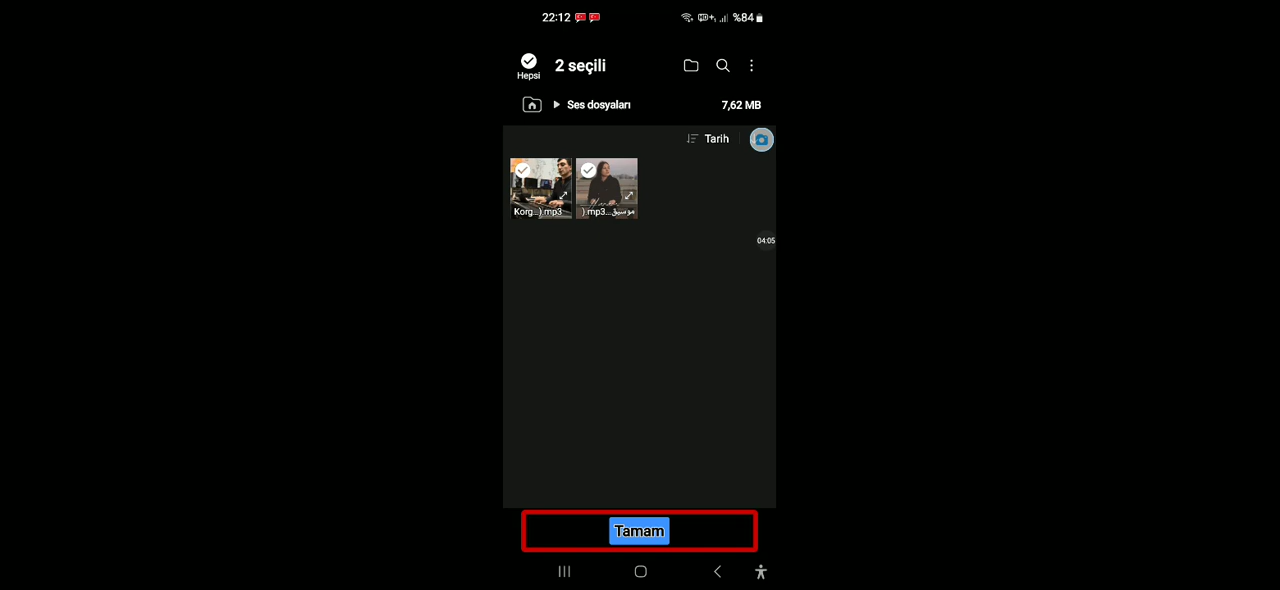 22:12 %84
Hepsi
2 seçili
Ses dosyaları 7,62 MB
Tarih
Korg...).mp3
موسيق...mp3.(
04:05
Tamam